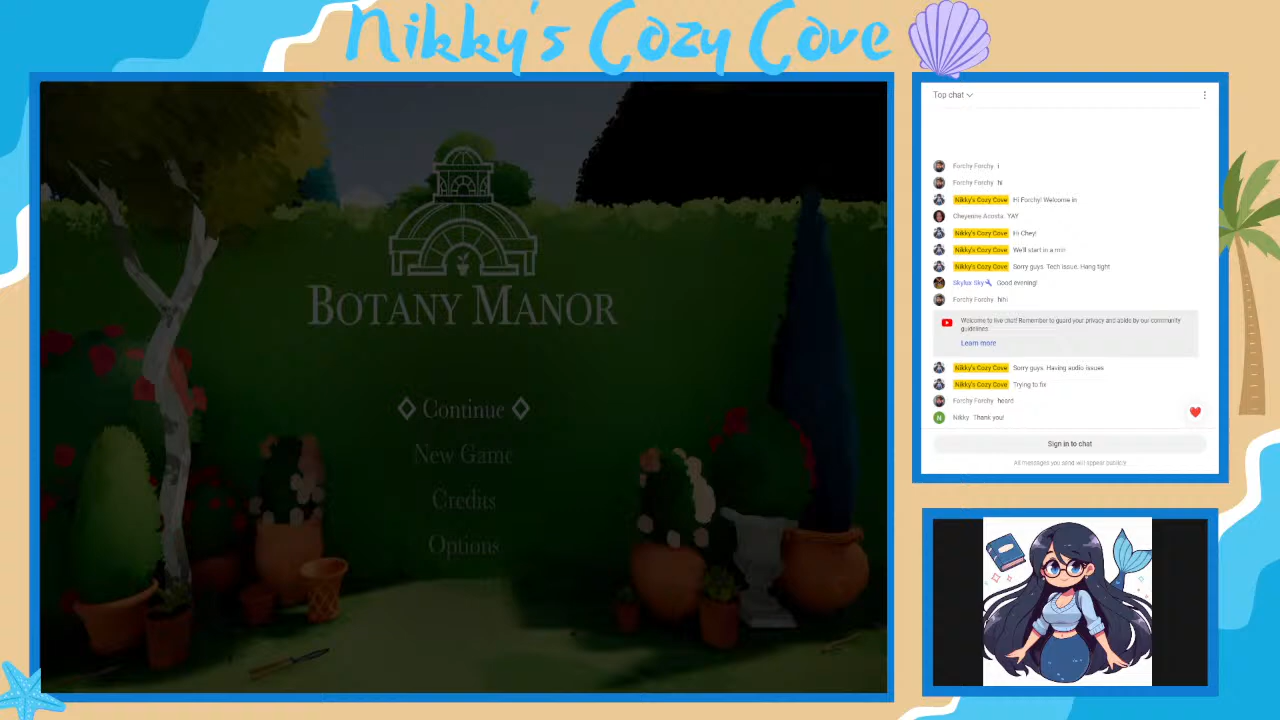 Nikky's Cozy Cove
BOTANY MANOR
Continue
New Game
Credits
Options
Top chat
Forchy Forchy i
Forchy Forchy hi
Nikky's Cozy Cove Hi Forchy! Welcome in
Cheyenne Acosta YAY
Nikky's Cozy Cove Hi Chey!
Nikky's Cozy Cove We'll start in a min
Nikky's Cozy Cove Sorry guys. Tech issue. Hang tight
Skylux Sky Good evening!
Forchy Forchy hihi
Welcome to live chat! Remember to guard your privacy and abide by our community
guidelines.
Learn more
Nikky's Cozy Cove Sorry guys. Having audio issues
Nikky's Cozy Cove Trying to fix
Forchy Forchy heart
N Nikky Thank you!
Sign in to chat
All messages you send will appear publicly